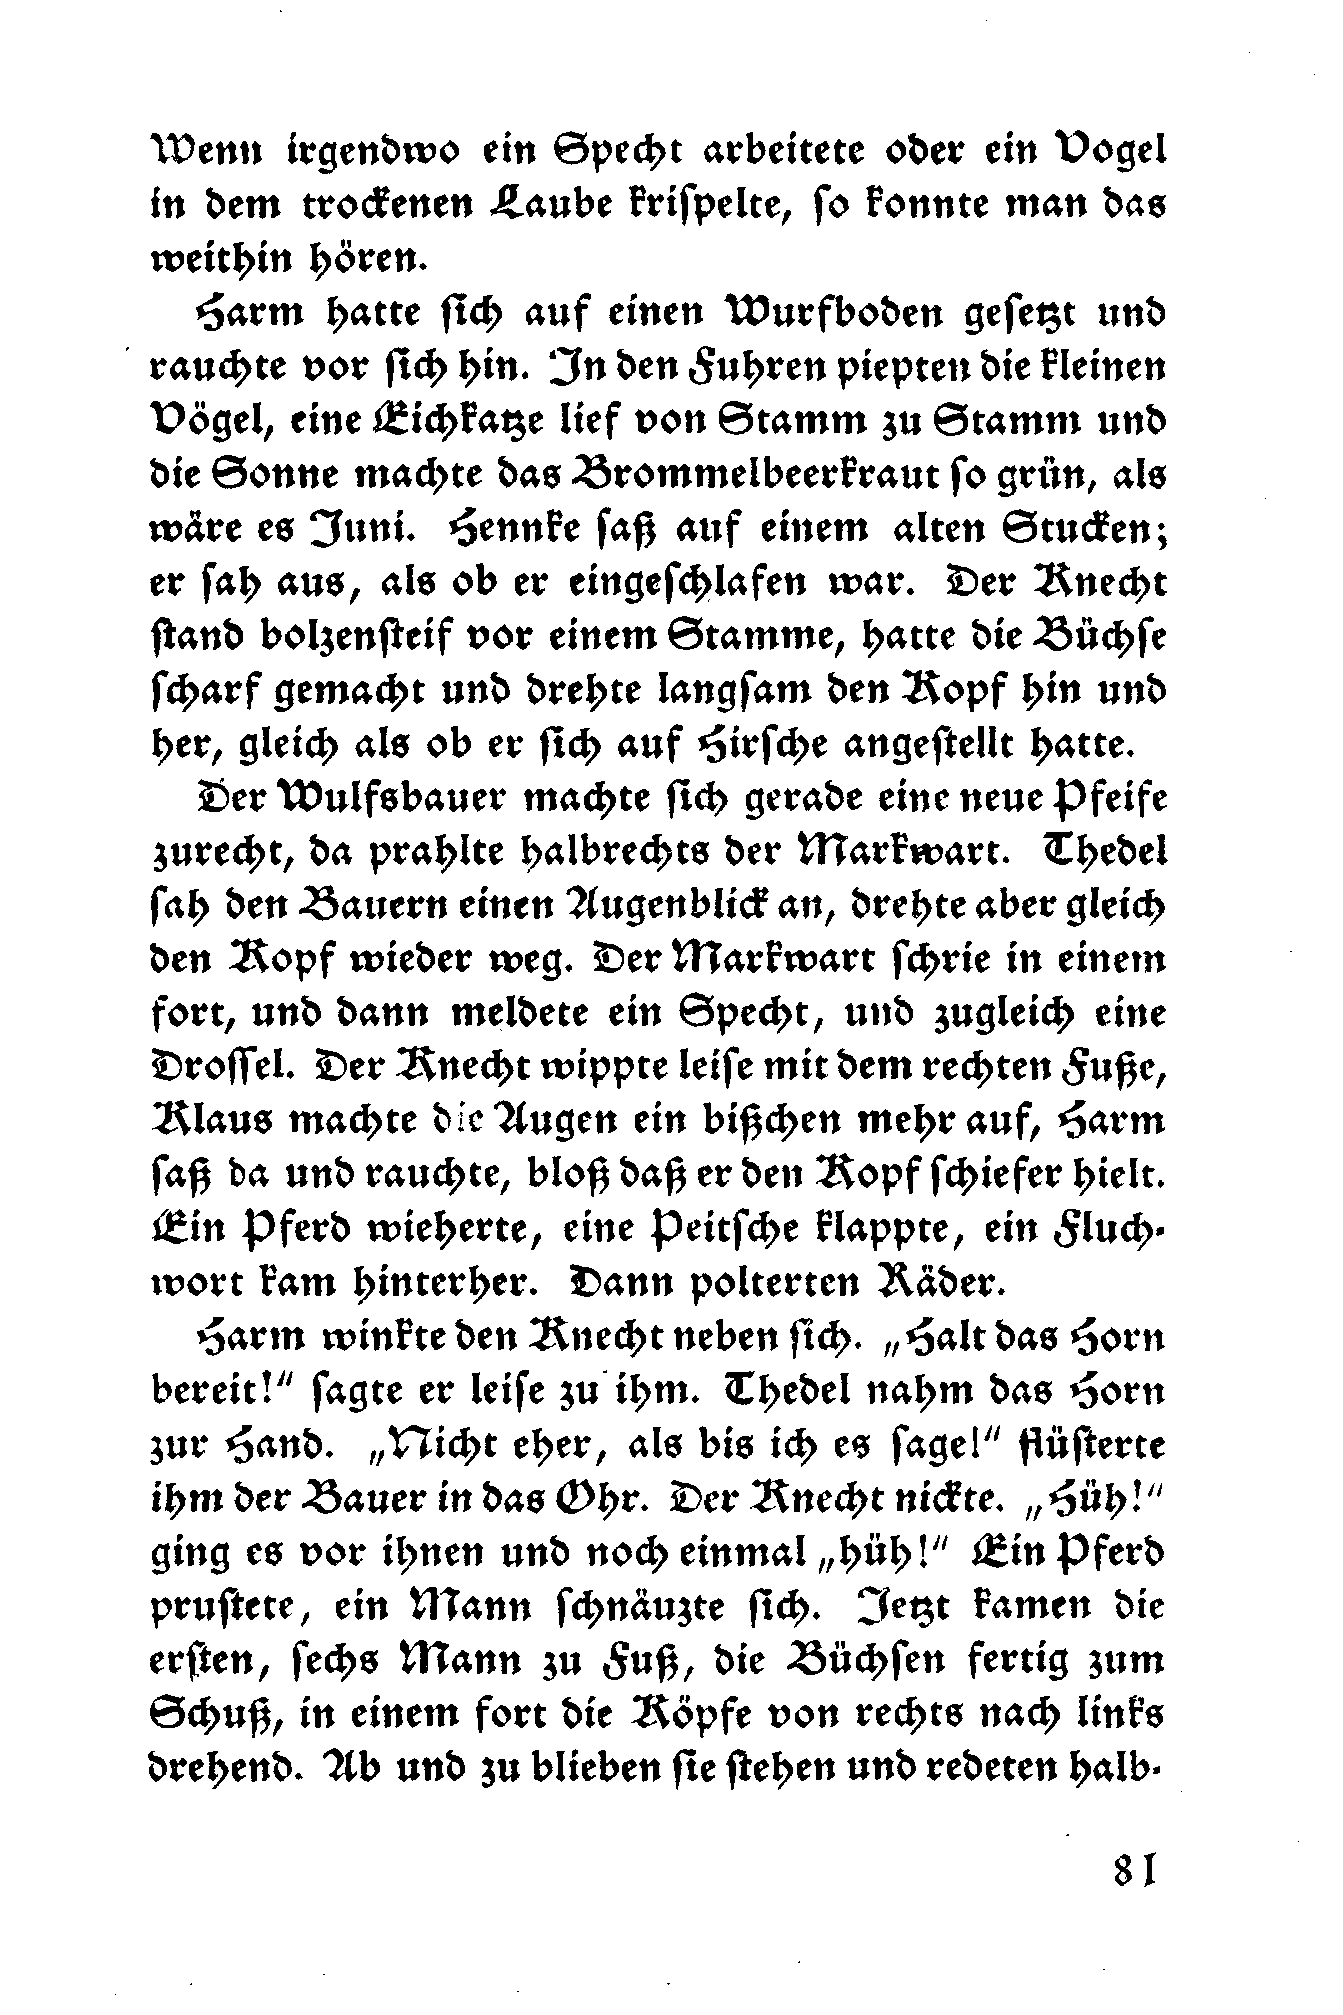 Wenn irgendwo ein Specht arbeitete oder ein Vogel
in dem trockenen Laube krispelte, so konnte man das
weithin hören.
Harm hatte sich auf einen Wurfboden gesetzt und
rauchte vor sich hin. In den Fuhren piepten die kleinen
Vögel, eine Eichkatze lief von Stamm zu Stamm und
die Sonne machte das Brommelbeerkraut so grün, als
wäre es Juni. Hennke saß auf einem alten Stucken;
er sah aus, als ob er eingeschlafen war. Der Knecht
stand bolzensteif vor einem Stamme, hatte die Büchse
scharf gemacht und drehte langsam den Kopf hin und
her, gleich als ob er sich auf Hirsche angestellt hatte.
Der Wulfsbauer machte sich gerade eine neue Pfeife
zurecht, da prahlte halbrechts der Markwart. Thedel
sah den Bauern einen Augenblick an, drehte aber gleich
den Kopf wieder weg. Der Markwart schrie in einem
fort, und dann meldete ein Specht, und zugleich eine
Drossel. Der Knecht wippte leise mit dem rechten Fuße,
Klaus machte die Augen ein bißchen mehr auf, Harm
saß da und rauchte, bloß daß er den Kopf schiefer hielt.
Ein Pferd wieherte, eine Peitsche klappte, ein Fluch-
wort kam hinterher. Dann polterten Räder.
Harm winkte den Knecht neben sich. „Halt das Horn
bereit!“ sagte er leise zu ihm. Thedel nahm das Horn
zur Hand. „Nicht eher, als bis ich es sage!“ flüsterte
ihm der Bauer in das Ohr. Der Knecht nickte. „Hüh!“
ging es vor ihnen und noch einmal „hüh!“ Ein Pferd
prustete, ein Mann schnäuzte sich. Jetzt kamen die
ersten, sechs Mann zu Fuß, die Büchsen fertig zum
Schuß, in einem fort die Köpfe von rechts nach links
drehend. Ab und zu blieben sie stehen und redeten halb-
81